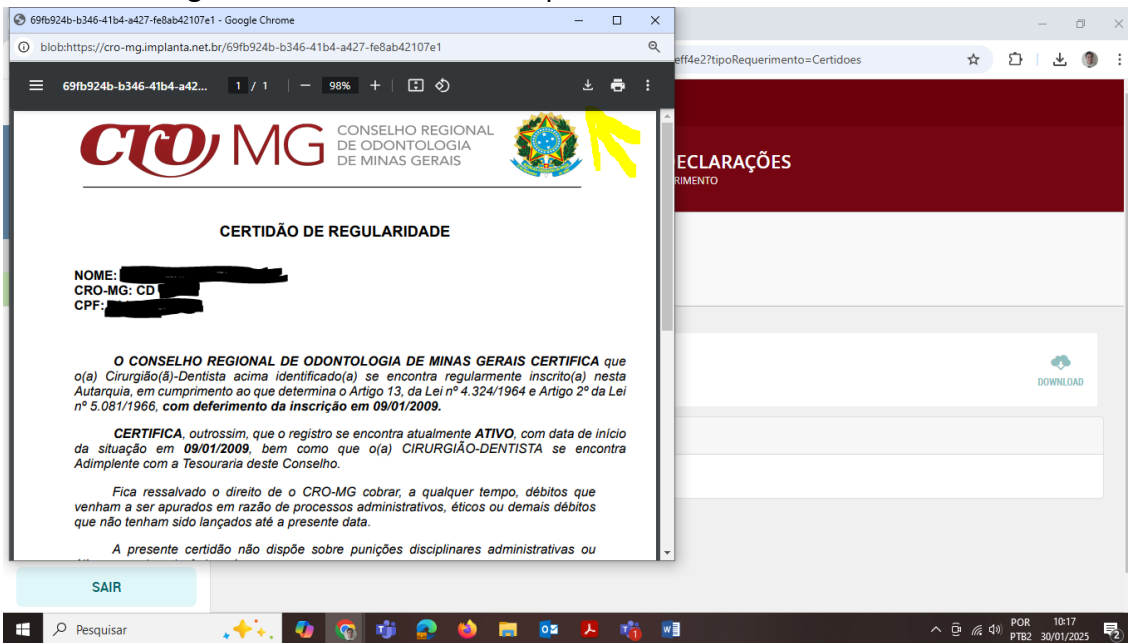 69fb924b-b346-41b4-a427-fe8ab42107e1 - Google Chrome
blob:https://cro-mg.implanta.net.br/69fb924b-b346-41b4-a427-fe8ab42107e1
eff4e2?tipoRequerimento=Certidoes
69fb924b-b346-41b4-a42... 1 / 1 98%
cro MG CONSELHO REGIONAL
DE ODONTOLOGIA
DE MINAS GERAIS
ECLARAÇÕES
RIMENTO
CERTIDÃO DE REGULARIDADE
NOME:
CRO-MG: CD
CPF:
O CONSELHO REGIONAL DE ODONTOLOGIA DE MINAS GERAIS CERTIFICA que
o(a) Cirurgião(ã)-Dentista acima identificado(a) se encontra regularmente inscrito(a) nesta
Autarquia, em cumprimento ao que determina o Artigo 13, da Lei nº 4.324/1964 e Artigo 2º da Lei
nº 5.081/1966, com deferimento da inscrição em 09/01/2009.
CERTIFICA, outrossim, que o registro se encontra atualmente ATIVO, com data de início
da situação em 09/01/2009, bem como que o(a) CIRURGIÃO-DENTISTA se encontra
Adimplente com a Tesouraria deste Conselho.
Fica ressalvado o direito de o CRO-MG cobrar, a qualquer tempo, débitos que
venham a ser apurados em razão de processos administrativos, éticos ou demais débitos
que não tenham sido lançados até a presente data.
A presente certidão não dispõe sobre punições disciplinares administrativas ou
DOWNLOAD
SAIR
Pesquisar
POR 10:17
PTB2 30/01/2025